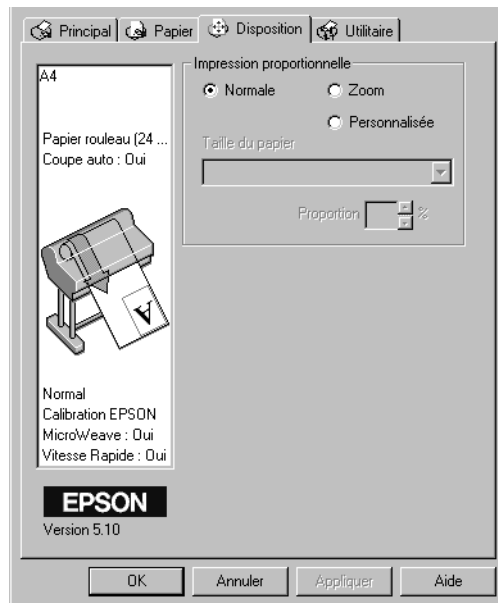 Principal Papier Disposition Utilitaire
A4
Papier rouleau (24 ...
Coupe auto : Oui
A
Normal
Calibration EPSON
MicroWeave : Oui
Vitesse Rapide : Oui
EPSON
Version 5.10
Impression proportionnelle
Normale Zoom
Personnalisée
Taille du papier
Proportion %
OK Annuler Appliquer Aide